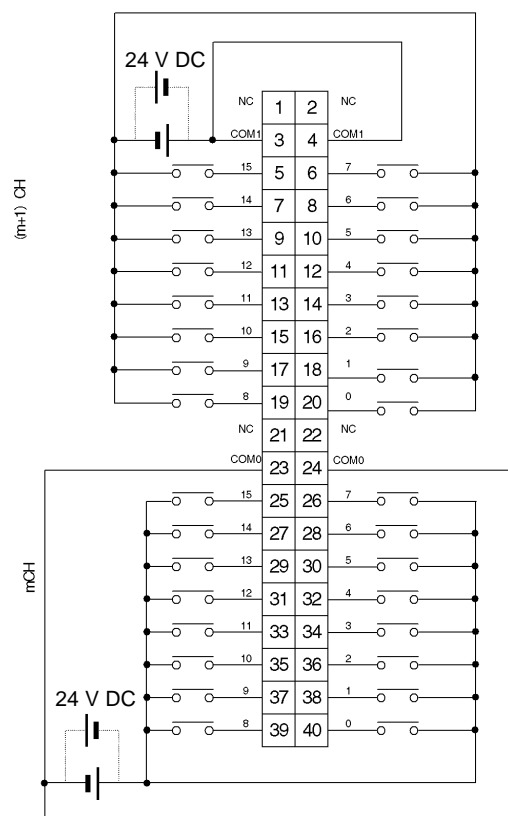 24 V DC
NC 1 2 NC
COM1 3 4 COM1
15 5 6 7
14 7 8 6
13 9 10 5
(m+1) CH
12 11 12 4
11 13 14 3
10 15 16 2
9 17 18 1
8 19 20 0
NC 21 22 NC
COM0 23 24 COM0
15 25 26 7
14 27 28 6
13 29 30 5
mCH
12 31 32 4
11 33 34 3
10 35 36 2
24 V DC
9 37 38 1
8 39 40 0